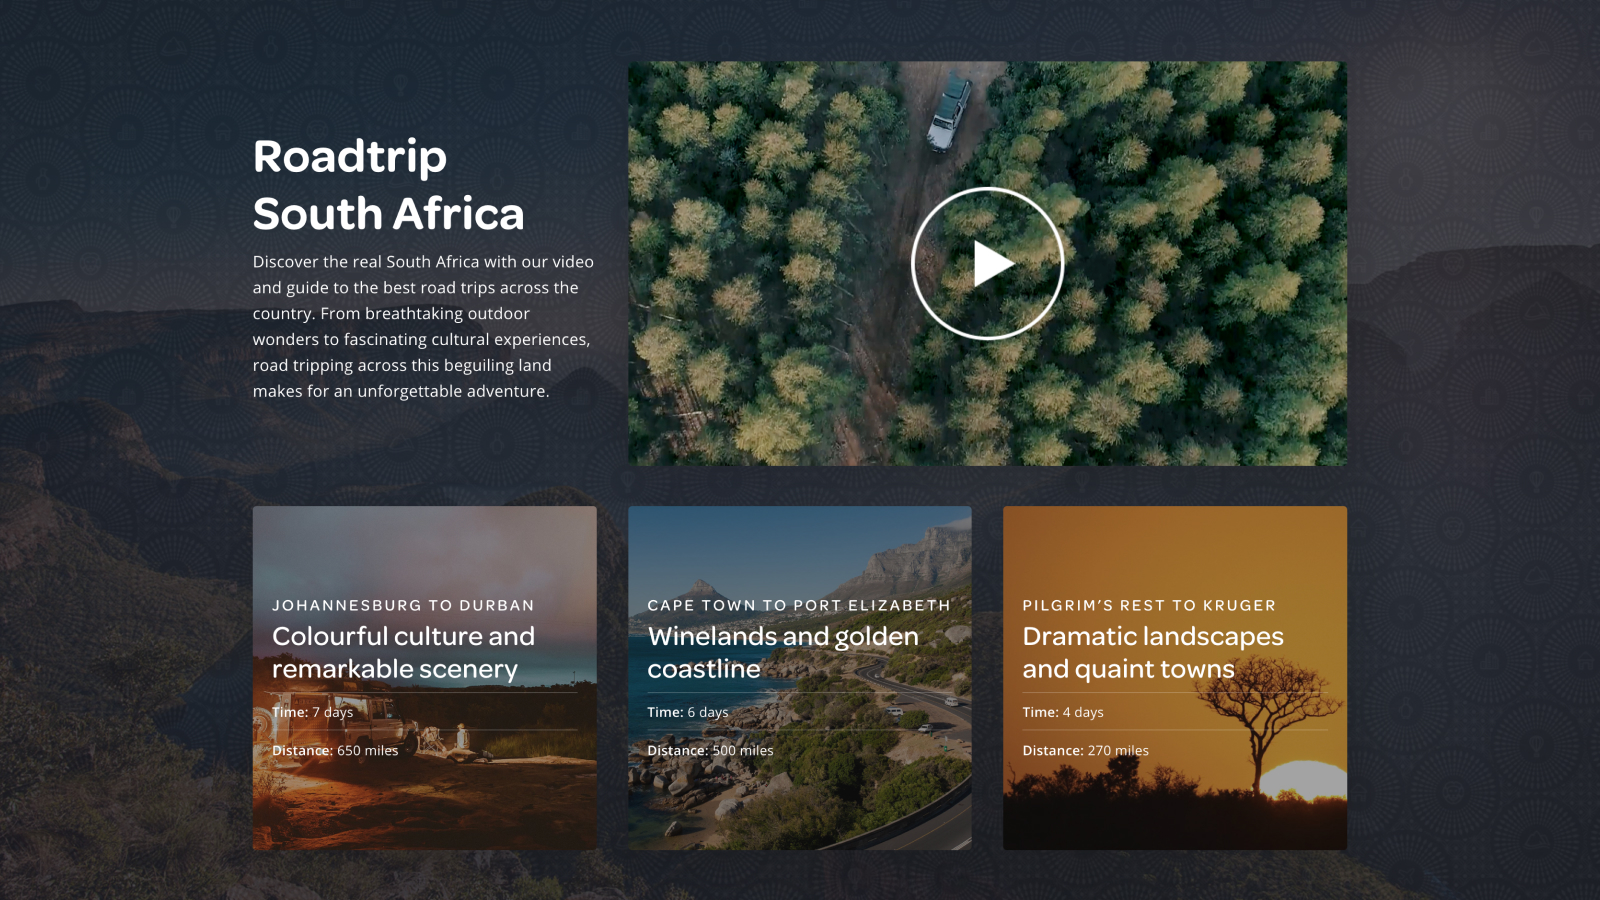 Roadtrip
South Africa
Discover the real South Africa with our video
and guide to the best road trips across the
country. From breathtaking outdoor
wonders to fascinating cultural experiences,
road tripping across this beguiling land
makes for an unforgettable adventure.
JOHANNESBURG TO DURBAN
Colourful culture and
remarkable scenery
Time: 7 days
Distance: 650 miles
CAPE TOWN TO PORT ELIZABETH
Winelands and golden
coastline
Time: 6 days
Distance: 500 miles
PILGRIM’S REST TO KRUGER
Dramatic landscapes
and quaint towns
Time: 4 days
Distance: 270 miles